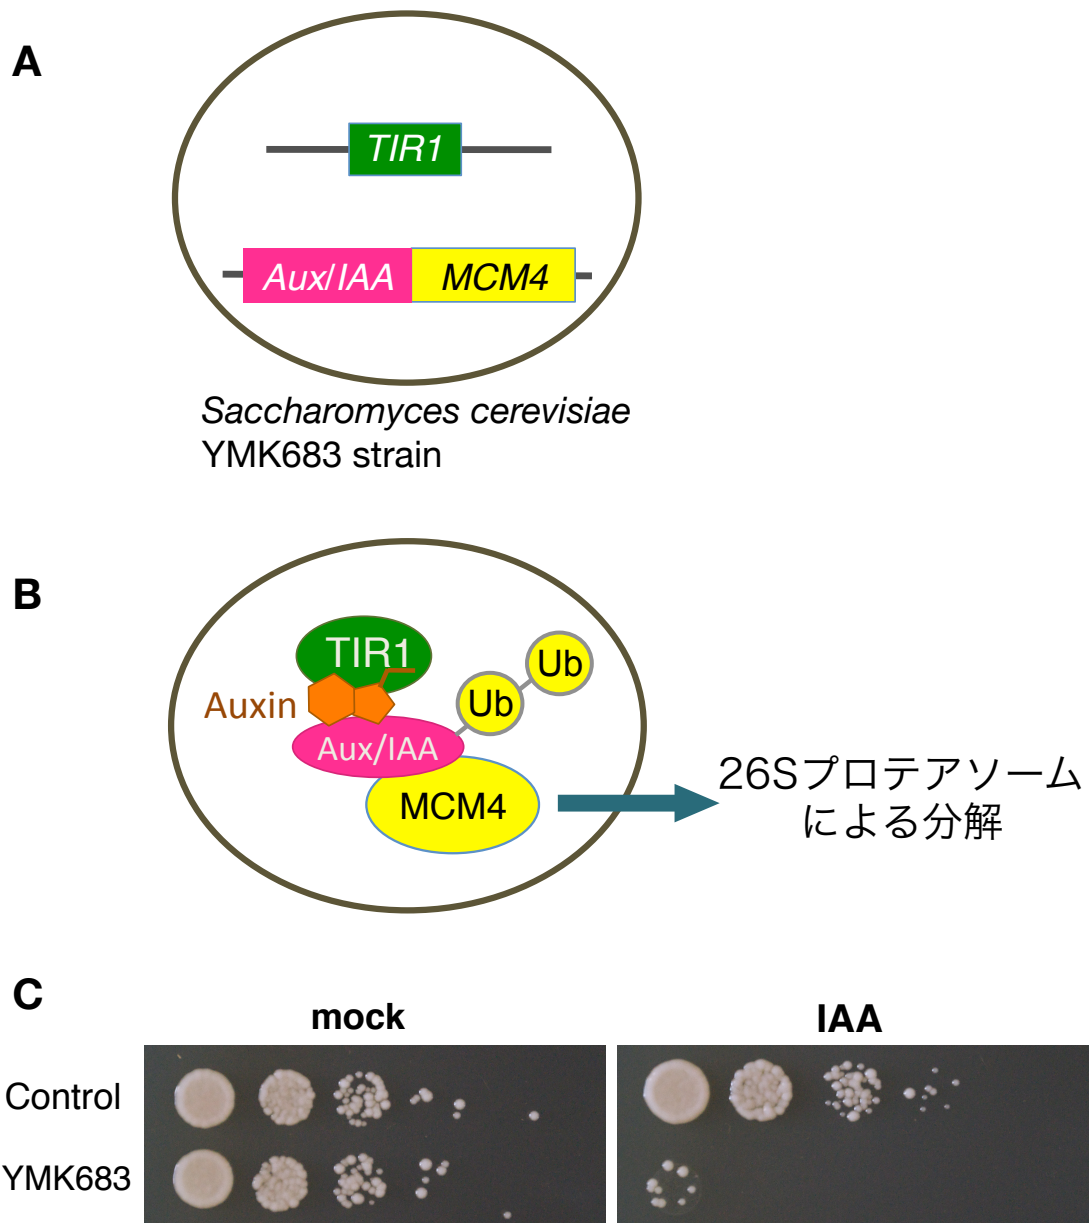 A
TIR1
Aux/IAA MCM4
Saccharomyces cerevisiae
YMK683 strain
B
TIR1
Ub
Auxin
Ub
Aux/IAA
MCM4
26Sプロテアソーム
による分解
C
mock IAA
Control
YMK683